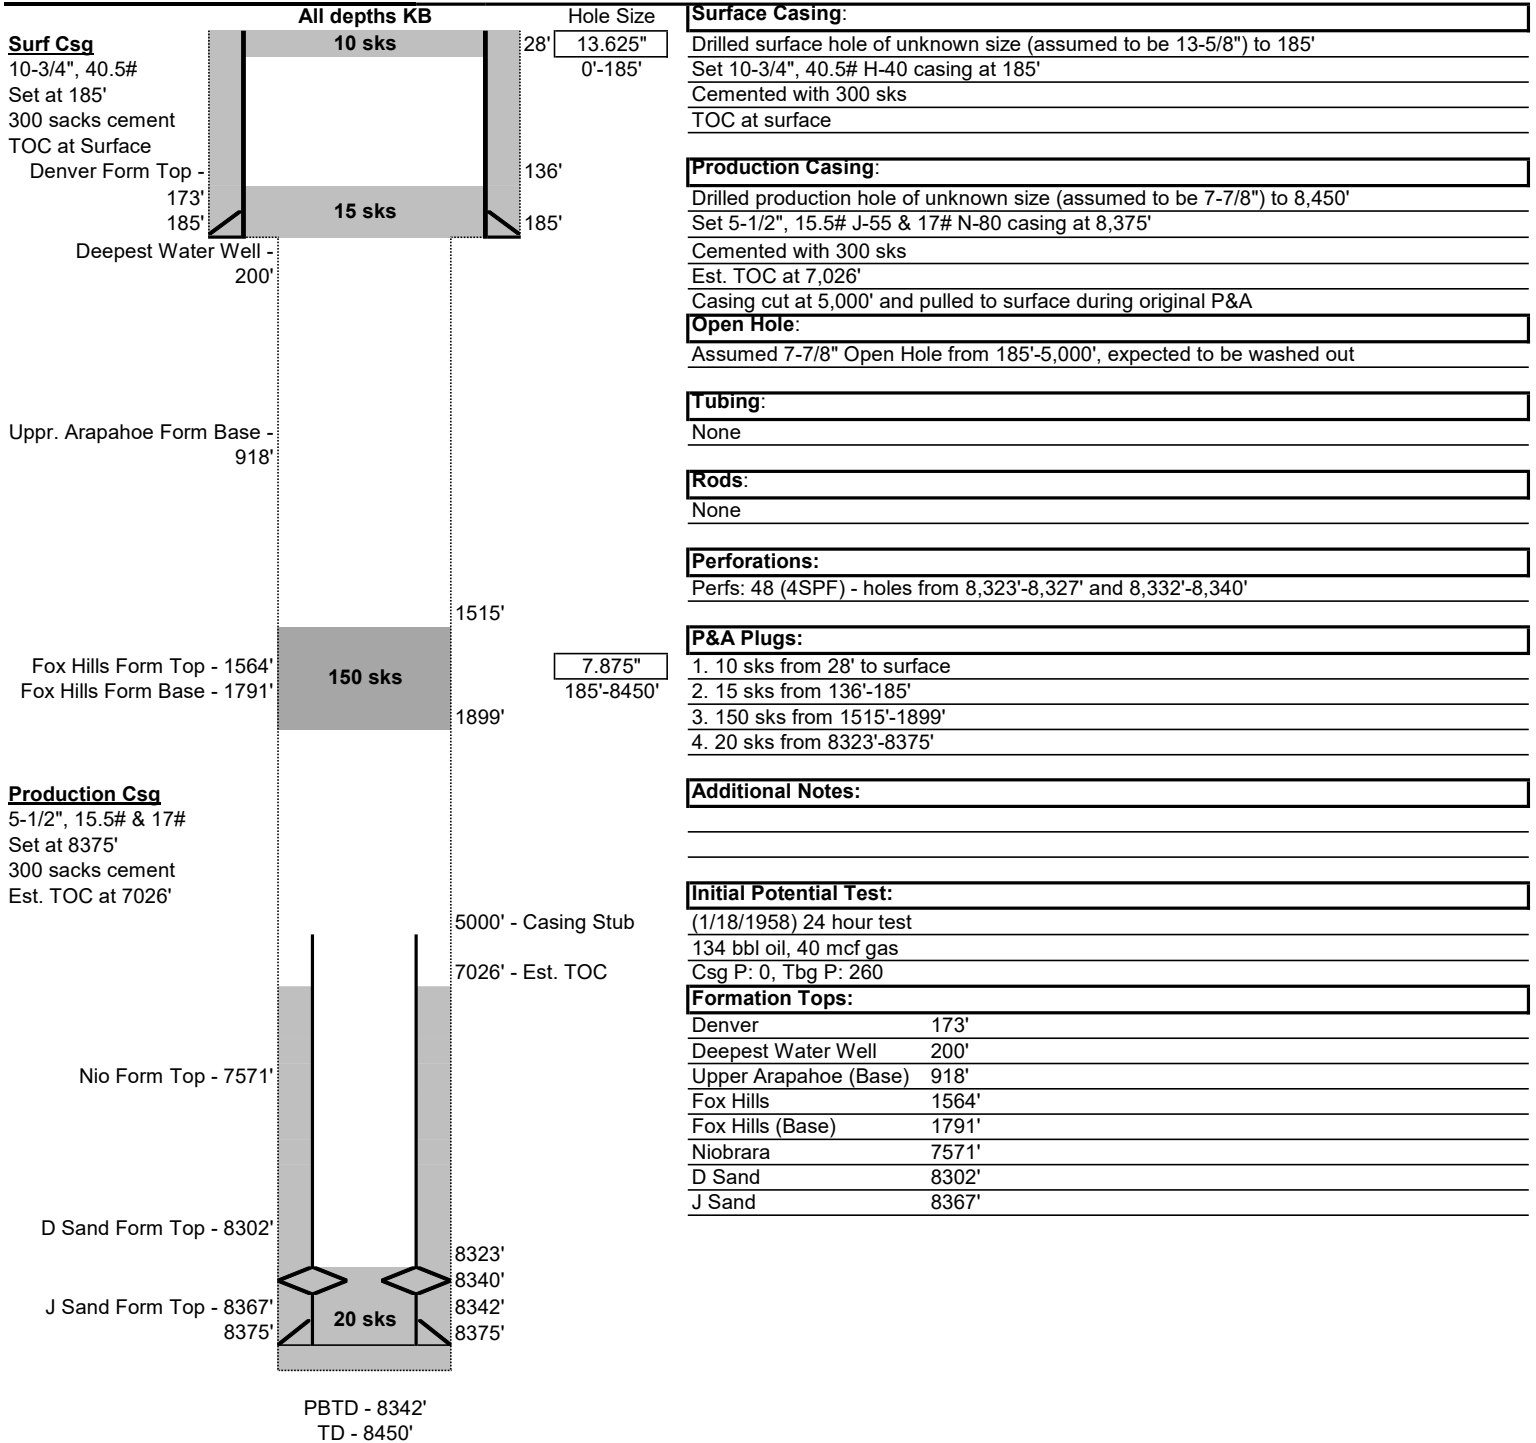 All depths KB
Hole Size
Surf Csg
10 sks
28'
13.625"
10-3/4", 40.5#
0'-185'
Set at 185'
300 sacks cement
TOC at Surface
Denver Form Top -
136'
173'
15 sks
185'
185'
Deepest Water Well -
200'
Uppr. Arapahoe Form Base -
918'
1515'
Fox Hills Form Top - 1564'
150 sks
7.875"
Fox Hills Form Base - 1791'
185'-8450'
1899'
Production Csg
5-1/2", 15.5# & 17#
Set at 8375'
300 sacks cement
Est. TOC at 7026'
5000' - Casing Stub
7026' - Est. TOC
Nio Form Top - 7571'
D Sand Form Top - 8302'
8323'
8340'
J Sand Form Top - 8367'
8342'
20 sks
8375'
8375'
PBTD - 8342'
TD - 8450'
Surface Casing:
Drilled surface hole of unknown size (assumed to be 13-5/8") to 185'
Set 10-3/4", 40.5# H-40 casing at 185'
Cemented with 300 sks
TOC at surface
Production Casing:
Drilled production hole of unknown size (assumed to be 7-7/8") to 8,450'
Set 5-1/2", 15.5# J-55 & 17# N-80 casing at 8,375'
Cemented with 300 sks
Est. TOC at 7,026'
Casing cut at 5,000' and pulled to surface during original P&A
Open Hole:
Assumed 7-7/8" Open Hole from 185'-5,000', expected to be washed out
Tubing:
None
Rods:
None
Perforations:
Perfs: 48 (4SPF) - holes from 8,323'-8,327' and 8,332'-8,340'
P&A Plugs:
1. 10 sks from 28' to surface
2. 15 sks from 136'-185'
3. 150 sks from 1515'-1899'
4. 20 sks from 8323'-8375'
Additional Notes:
Initial Potential Test:
(1/18/1958) 24 hour test
134 bbl oil, 40 mcf gas
Csg P: 0, Tbg P: 260
Formation Tops:
Denver 173'
Deepest Water Well 200'
Upper Arapahoe (Base) 918'
Fox Hills 1564'
Fox Hills (Base) 1791'
Niobrara 7571'
D Sand 8302'
J Sand 8367'